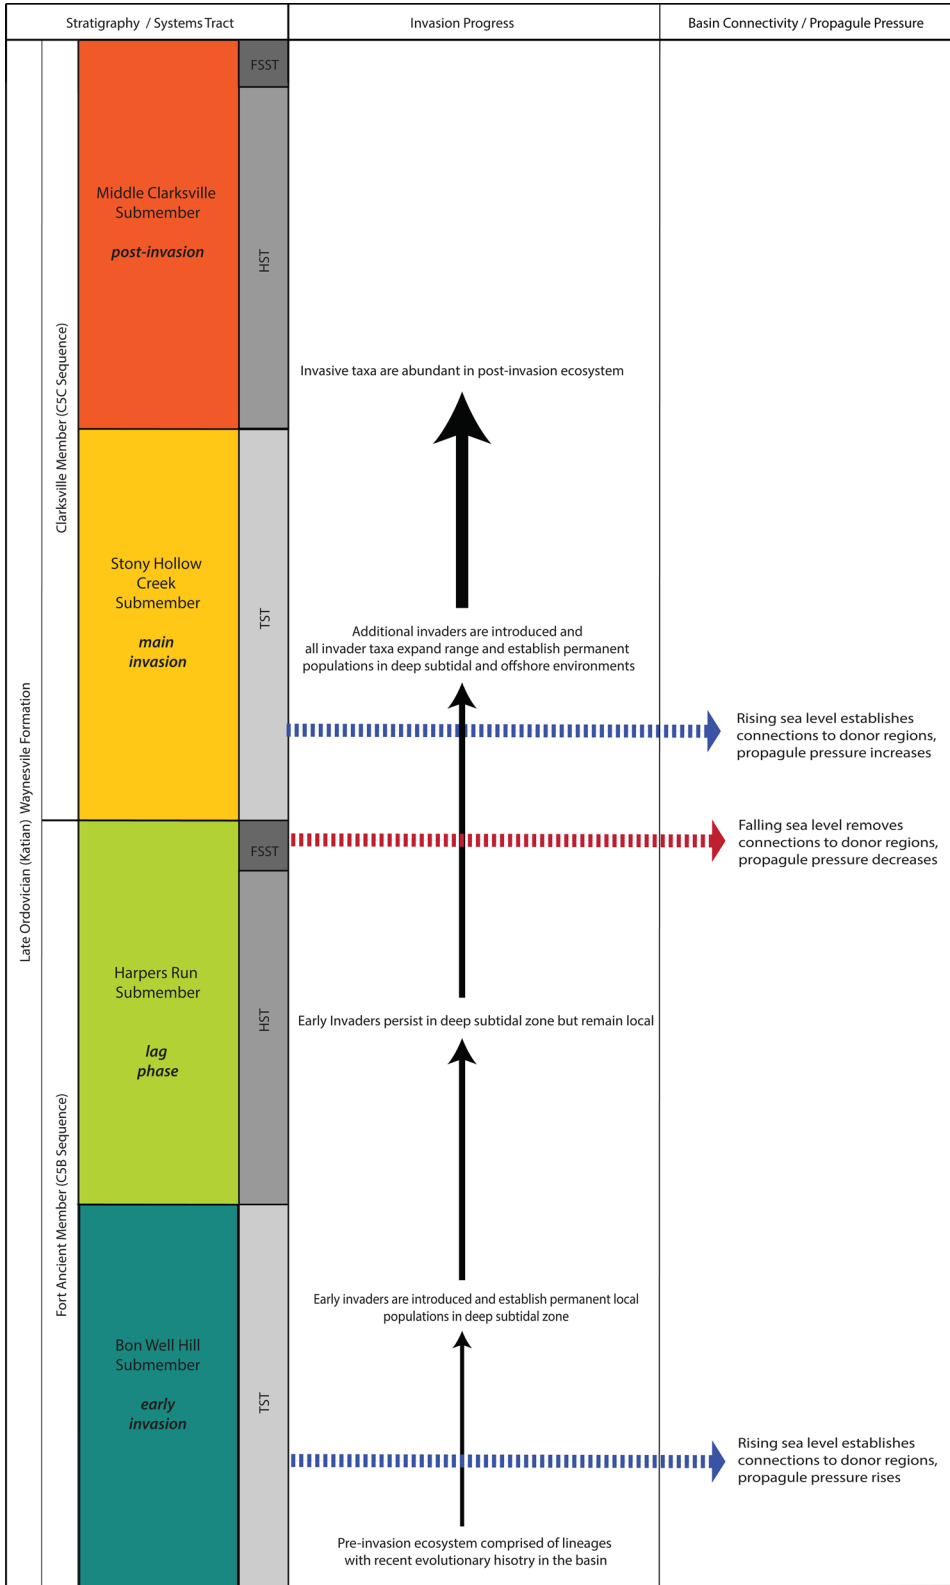 Stratigraphy / Systems Tract
Invasion Progress
Basin Connectivity / Propagule Pressure
Late Ordovician (Katian) Waynesvile Formation
Clarksville Member (C5C Sequence)
Fort Ancient Member (C5B Sequence)
Middle Clarksville
Submember
post-invasion
FSST
HST
Invasive taxa are abundant in post-invasion ecosystem
Stony Hollow
Creek
Submember
main
invasion
TST
Additional invaders are introduced and
all invader taxa expand range and establish permanent
populations in deep subtidal and offshore environments
Rising sea level establishes
connections to donor regions,
propagule pressure increases
Harpers Run
Submember
lag
phase
FSST
HST
Falling sea level removes
connections to donor regions,
propagule pressure decreases
Early Invaders persist in deep subtidal zone but remain local
Bon Well Hill
Submember
early
invasion
TST
Early invaders are introduced and establish permanent local
populations in deep subtidal zone
Rising sea level establishes
connections to donor regions,
propagule pressure rises
Pre-invasion ecosystem comprised of lineages
with recent evolutionary hisotry in the basin